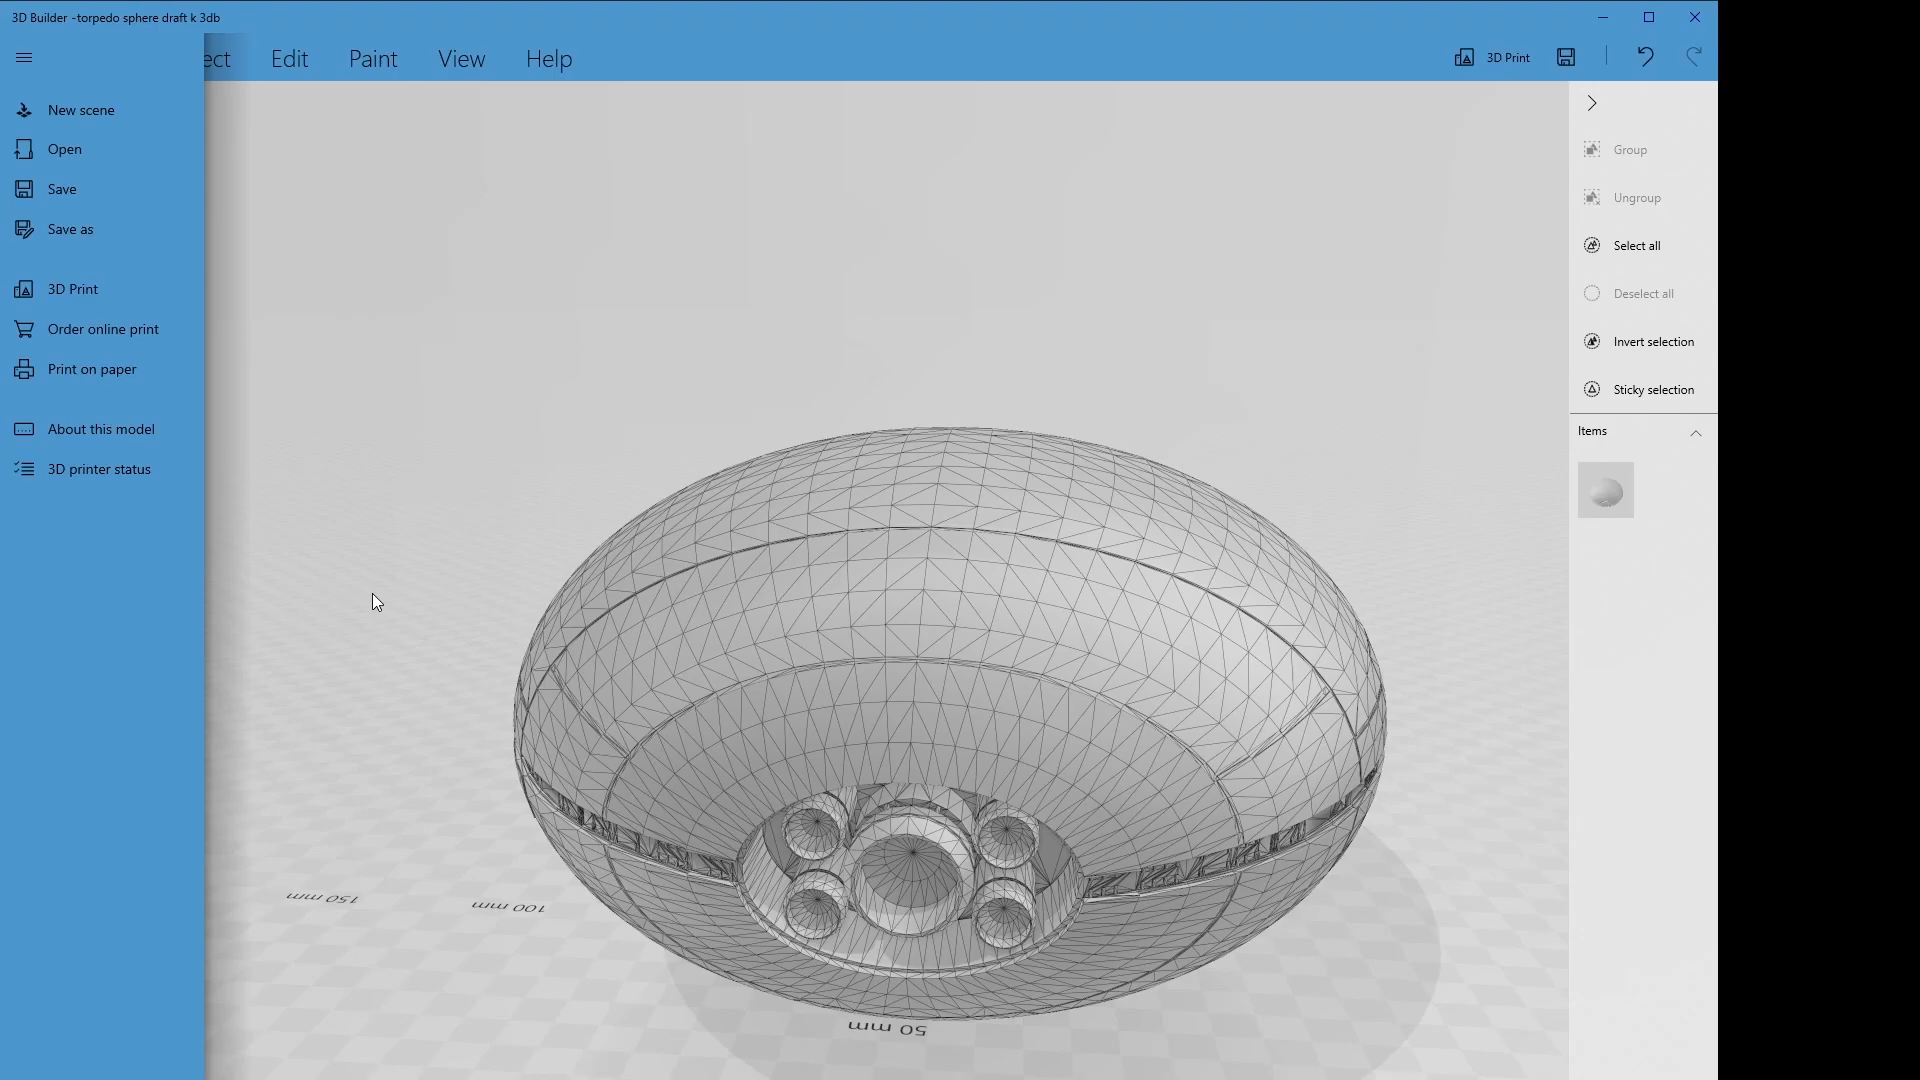 3D Builder -torpedo sphere draft k 3db
ect
Edit
Paint
View
Help
3D Print
New scene
Open
Save
Save as
3D Print
Order online print
Print on paper
About this model
3D printer status
Group
Ungroup
Select all
Deselect all
Invert selection
Sticky selection
Items
150 mm
100 mm
50 mm